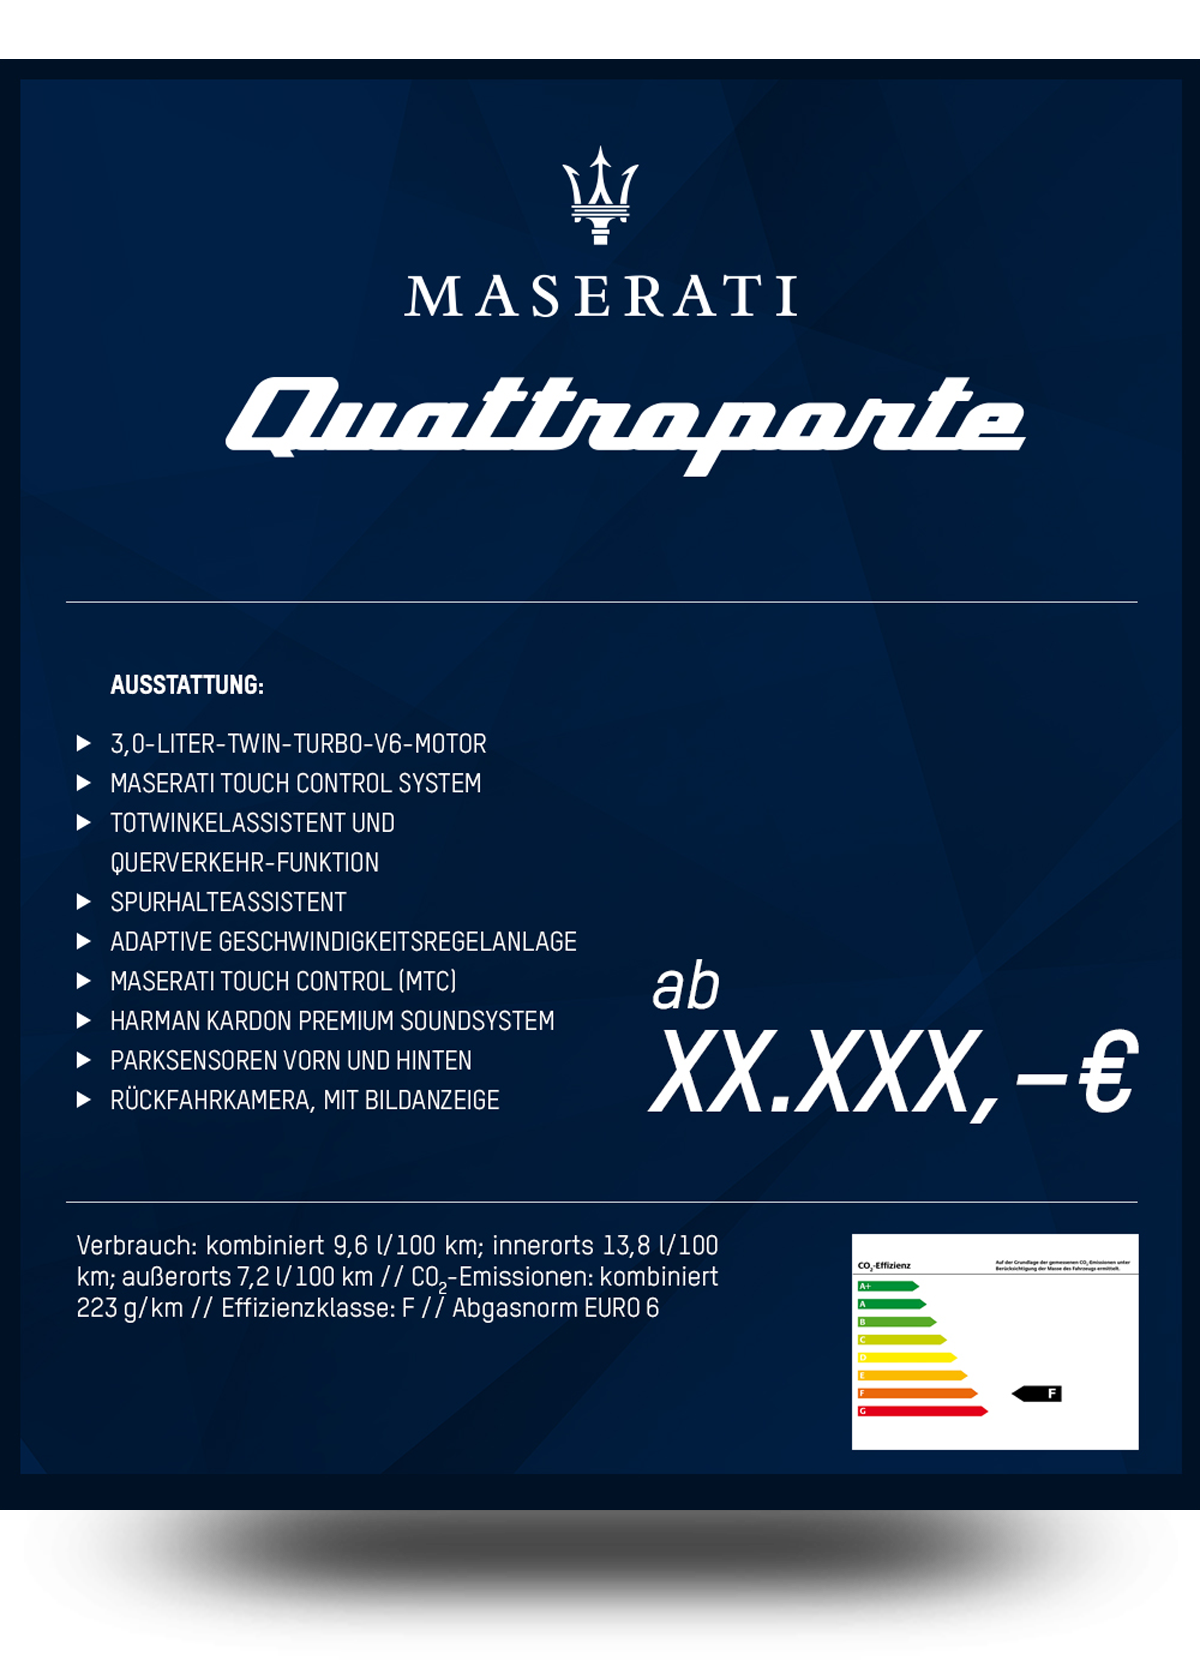 MASERATI
Quattroporte
AUSSTATTUNG:
3,0-LITER-TWIN-TURBO-V6-MOTOR
MASERATI TOUCH CONTROL SYSTEM
TOTWINKELASSISTENT UND
QUERVERKEHR-FUNKTION
SPURHALTEASSISTENT
ADAPTIVE GESCHWINDIGKEITSREGELANLAGE
MASERATI TOUCH CONTROL (MTC)
HARMAN KARDON PREMIUM SOUNDSYSTEM
PARKSENSOREN VORN UND HINTEN
RÜCKFAHRKAMERA, MIT BILDANZEIGE
ab
XX.XXX,-€
Verbrauch: kombiniert 9,6 l/100 km; innerorts 13,8 l/100
km; außerorts 7,2 l/100 km // CO₂-Emissionen: kombiniert
223 g/km // Effizienzklasse: F // Abgasnorm EURO 6
CO₂-Effizienz
Auf der Grundlage der gemessenen CO₂-Emissionen unter
Berücksichtigung der Masse des Fahrzeugs ermittelt.
A+
A
B
C
D
E
F
F
G